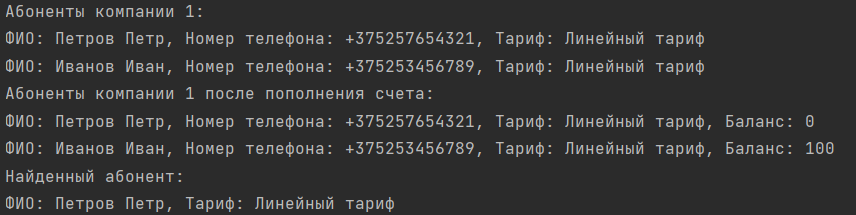 Абоненты компании 1:
ФИО: Петров Петр, Номер телефона: +375257654321, Тариф: Линейный тариф
ФИО: Иванов Иван, Номер телефона: +375253456789, Тариф: Линейный тариф
Абоненты компании 1 после пополнения счета:
ФИО: Петров Петр, Номер телефона: +375257654321, Тариф: Линейный тариф, Баланс: 0
ФИО: Иванов Иван, Номер телефона: +375253456789, Тариф: Линейный тариф, Баланс: 100
Найденный абонент:
ФИО: Петров Петр, Тариф: Линейный тариф